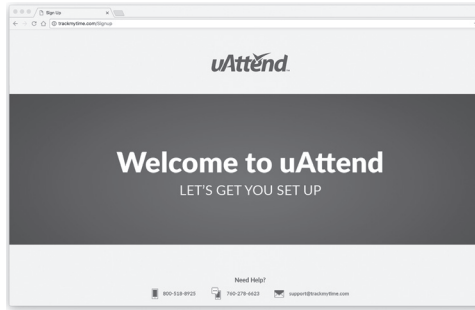 Sign Up
trackmytime.com/Signup
uAttend
Welcome to uAttend
LET'S GET YOU SET UP
Need Help?
800-518-8925 760-278-6623 support@trackmytime.com